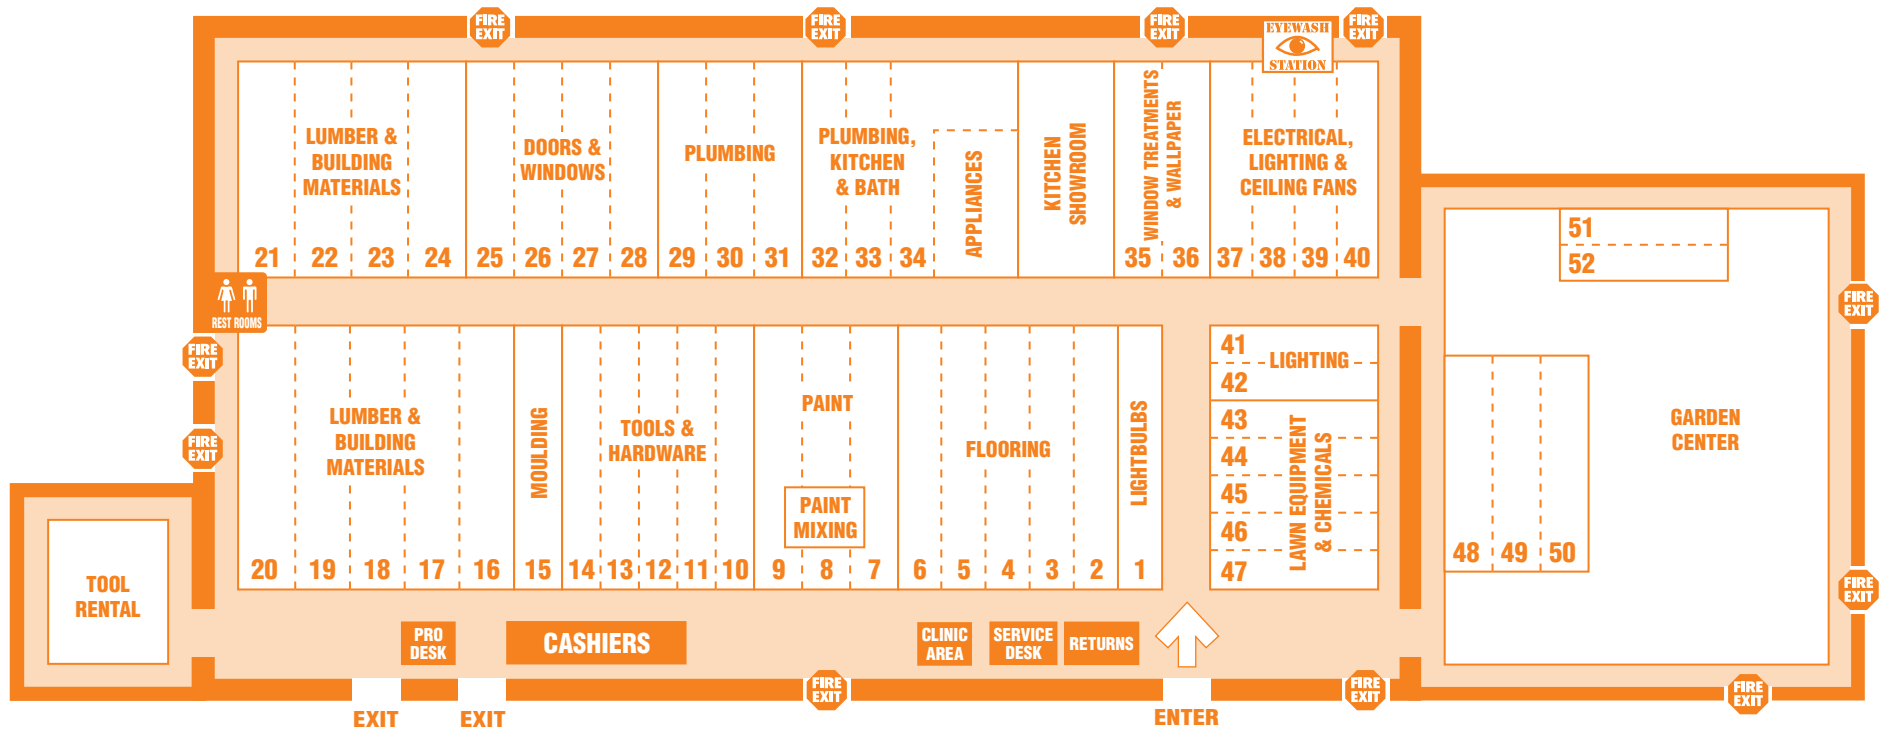 FIRE
EXIT
FIRE
EXIT
FIRE
EXIT
EYEWASH
STATION
FIRE
EXIT
LUMBER &
BUILDING
MATERIALS
21 22 23 24
DOORS &
WINDOWS
25 26 27 28
PLUMBING
29 30 31
PLUMBING,
KITCHEN
& BATH
32 33 34
APPLIANCES
KITCHEN
SHOWROOM
WINDOW TREATMENTS
& WALLPAPER
35 36
ELECTRICAL,
LIGHTING &
CEILING FANS
37 38 39 40
51
52
REST ROOMS
FIRE
EXIT
FIRE
EXIT
FIRE
EXIT
LUMBER &
BUILDING
MATERIALS
20 19 18 17 16
MOULDING
15
TOOLS &
HARDWARE
14 13 12 11 10
PAINT
PAINT
MIXING
9 8 7
FLOORING
6 5 4 3 2
LIGHTBULBS
1
41
LIGHTING
42
43
44
45
46
47
LAWN EQUIPMENT
& CHEMICALS
48 49 50
GARDEN
CENTER
FIRE
EXIT
TOOL
RENTAL
PRO
DESK
CASHIERS
CLINIC
AREA
SERVICE
DESK
RETURNS
FIRE
EXIT
FIRE
EXIT
FIRE
EXIT
EXIT
EXIT
ENTER